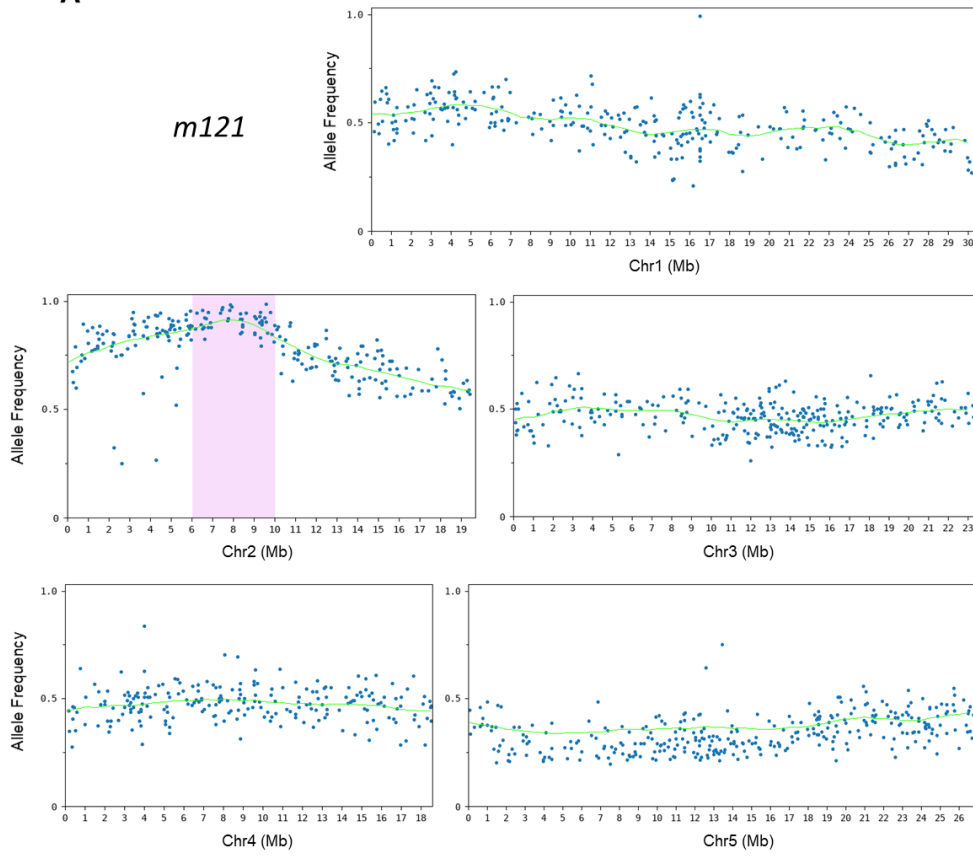 A
m121
Allele Frequency
1.0
0.5
0
0 1 2 3 4 5 6 7 8 9 10 11 12 13 14 15 16 17 18 19 20 21 22 23 24 25 26 27 28 29 30
Chr1 (Mb)
Allele Frequency
1.0
0.5
0
0 1 2 3 4 5 6 7 8 9 10 11 12 13 14 15 16 17 18 19
Chr2 (Mb)
1.0
0.5
0
0 1 2 3 4 5 6 7 8 9 10 11 12 13 14 15 16 17 18 19 20 21 22 23
Chr3 (Mb)
Allele Frequency
1.0
0.5
0
0 1 2 3 4 5 6 7 8 9 10 11 12 13 14 15 16 17 18
Chr4 (Mb)
1.0
0.5
0
0 1 2 3 4 5 6 7 8 9 10 11 12 13 14 15 16 17 18 19 20 21 22 23 24 25 26
Chr5 (Mb)